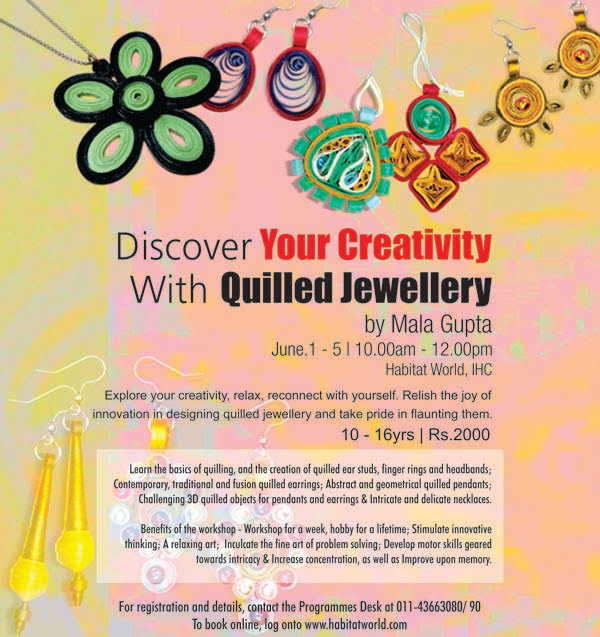 Discover Your Creativity
With Quilled Jewellery
by Mala Gupta
June.1 - 5 | 10.00am - 12.00pm
Habitat World, IHC
Explore your creativity, relax, reconnect with yourself. Relish the joy of
innovation in designing quilled jewellery and take pride in flaunting them.
10 - 16yrs | Rs.2000
Learn the basics of quilling, and the creation of quilled ear studs, finger rings and headbands;
Contemporary, traditional and fusion quilled earrings; Abstract and geometrical quilled pendants;
Challenging 3D quilled objects for pendants and earrings & Intricate and delicate necklaces.
Benefits of the workshop - Workshop for a week, hobby for a lifetime; Stimulate innovative
thinking; A relaxing art; Inculcate the fine art of problem solving; Develop motor skills geared
towards intricacy & Increase concentration, as well as Improve upon memory.
For registration and details, contact the Programmes Desk at 011-43663080/ 90
To book online, log onto www.habitatworld.com